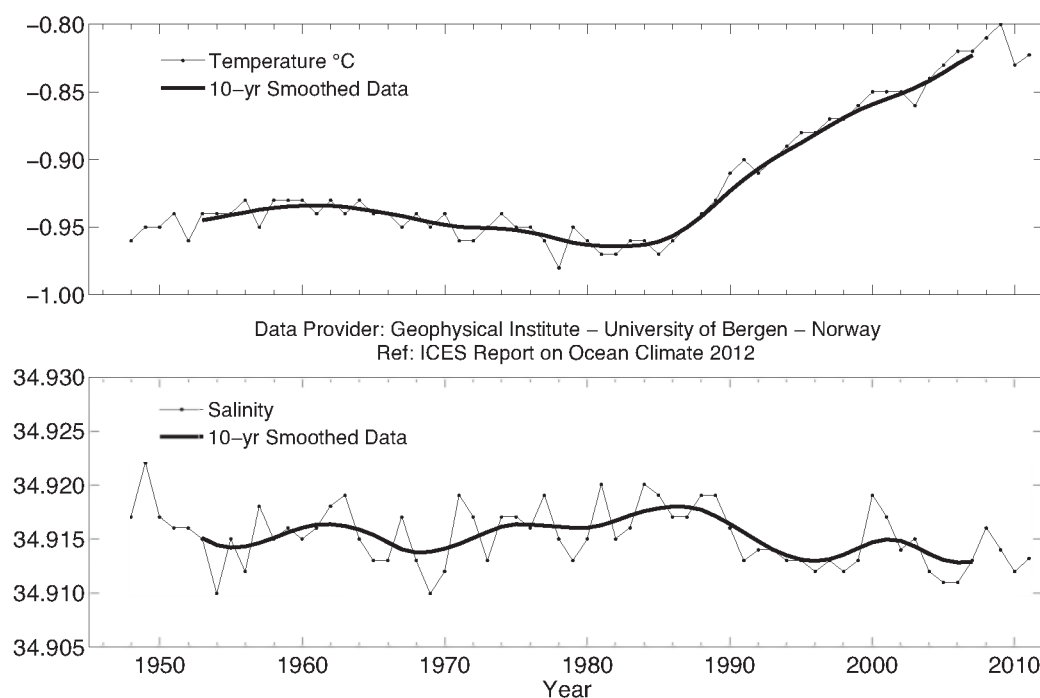 −0.80
−0.85
−0.90
−0.95
−1.00
Temperature °C
10−yr Smoothed Data
Data Provider: Geophysical Institute − University of Bergen − Norway
Ref: ICES Report on Ocean Climate 2012
34.930
34.925
34.920
34.915
34.910
34.905
Salinity
10−yr Smoothed Data
1950 1960 1970 1980 1990 2000 2010
Year